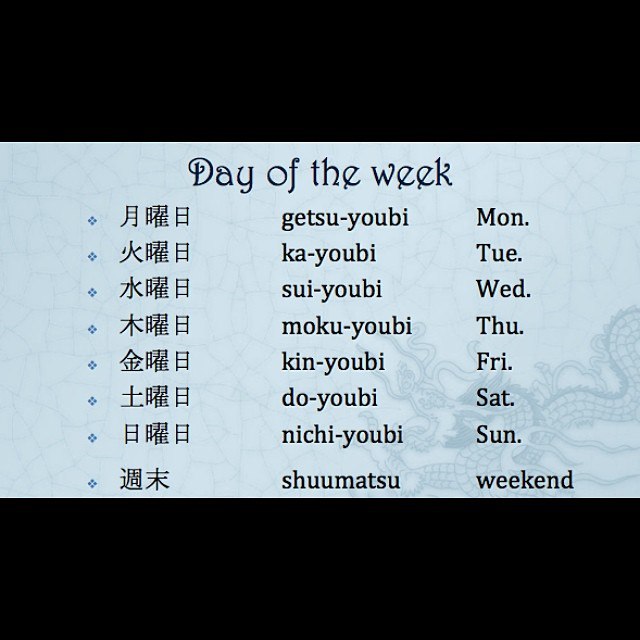 Day of the week
月曜日 getsu-youbi Mon.
火曜日 ka-youbi Tue.
水曜日 sui-youbi Wed.
木曜日 moku-youbi Thu.
金曜日 kin-youbi Fri.
土曜日 do-youbi Sat.
日曜日 nichi-youbi Sun.
週末 shuumatsu weekend